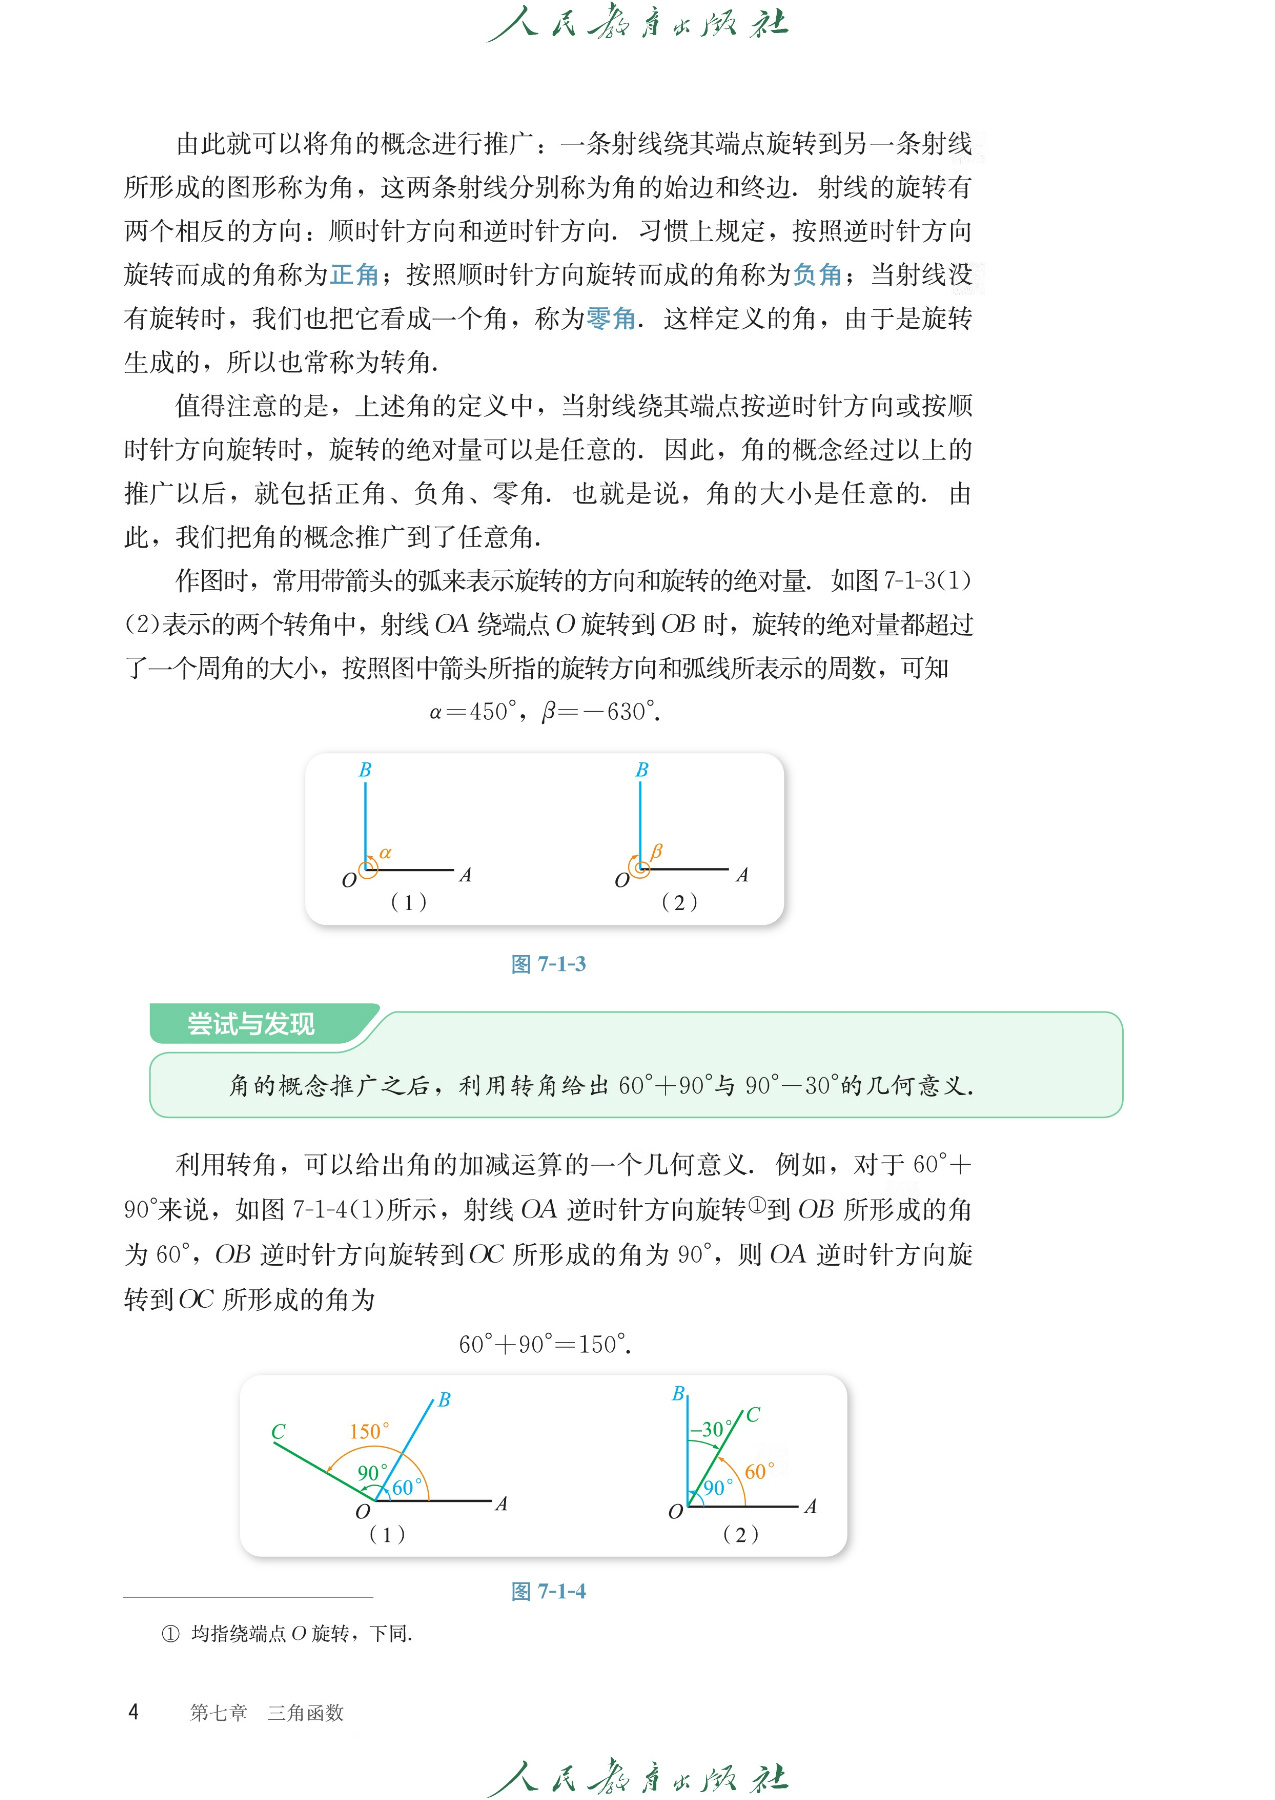 人民教育出版社
由此就可以将角的概念进行推广：一条射线绕其端点旋转到另一条射线
所形成的图形称为角，这两条射线分别称为角的始边和终边．射线的旋转有
两个相反的方向：顺时针方向和逆时针方向．习惯上规定，按照逆时针方向
旋转而成的角称为正角；按照顺时针方向旋转而成的角称为负角；当射线没
有旋转时，我们也把它看成一个角，称为零角．这样定义的角，由于是旋转
生成的，所以也常称为转角．
值得注意的是，上述角的定义中，当射线绕其端点按逆时针方向或按顺
时针方向旋转时，旋转的绝对量可以是任意的．因此，角的概念经过以上的
推广以后，就包括正角、负角、零角．也就是说，角的大小是任意的．由
此，我们把角的概念推广到了任意角．
作图时，常用带箭头的弧来表示旋转的方向和旋转的绝对量．如图7-1-3(1)
(2)表示的两个转角中，射线 OA 绕端点 O 旋转到 OB 时，旋转的绝对量都超过
了一个周角的大小，按照图中箭头所指的旋转方向和弧线所表示的周数，可知
α=450°，β=-630°．
B
α
O
A
（1）
B
β
O
A
（2）
图 7-1-3
尝试与发现
角的概念推广之后，利用转角给出 60°+90°与 90°-30°的几何意义．
利用转角，可以给出角的加减运算的一个几何意义．例如，对于 60°+
90°来说，如图 7-1-4(1)所示，射线 OA 逆时针方向旋转①到 OB 所形成的角
为 60°，OB 逆时针方向旋转到 OC 所形成的角为 90°，则 OA 逆时针方向旋
转到 OC 所形成的角为
60°+90°=150°．
B
C
150°
90°
60°
O
A
（1）
B
C
-30°
60°
90°
O
A
（2）
图 7-1-4
① 均指绕端点 O 旋转，下同．
4 第七章 三角函数
人民教育出版社